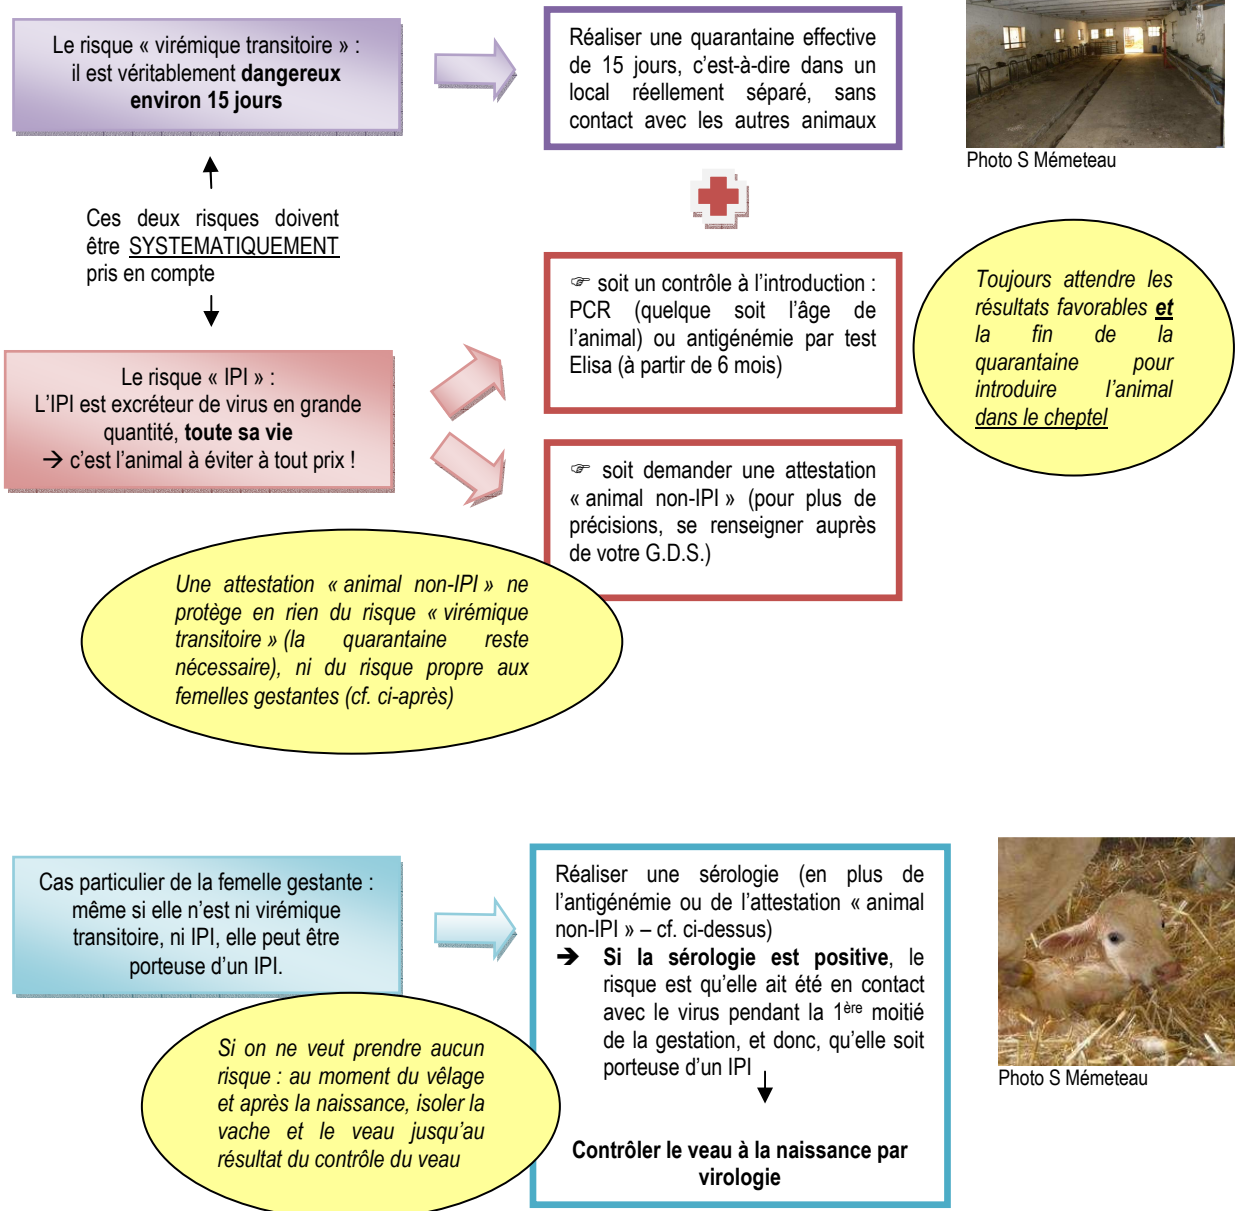 Le risque « virémique transitoire » :
il est véritablement dangereux
environ 15 jours
Réaliser une quarantaine effective
de 15 jours, c’est-à-dire dans un
local réellement séparé, sans
contact avec les autres animaux
Photo S Mémeteau
Ces deux risques doivent
être SYSTEMATIQUEMENT
pris en compte
☞ soit un contrôle à l’introduction :
PCR (quelque soit l’âge de
l’animal) ou antigénémie par test
Elisa (à partir de 6 mois)
Toujours attendre les
résultats favorables et
la fin de la
quarantaine pour
introduire l’animal
dans le cheptel
Le risque « IPI » :
L’IPI est excréteur de virus en grande
quantité, toute sa vie
→ c’est l’animal à éviter à tout prix !
☞ soit demander une attestation
« animal non-IPI » (pour plus de
précisions, se renseigner auprès
de votre G.D.S.)
Une attestation « animal non-IPI » ne
protège en rien du risque « virémique
transitoire » (la quarantaine reste
nécessaire), ni du risque propre aux
femelles gestantes (cf. ci-après)
Cas particulier de la femelle gestante :
même si elle n’est ni virémique
transitoire, ni IPI, elle peut être
porteuse d’un IPI.
Réaliser une sérologie (en plus de
l’antigénémie ou de l’attestation « animal
non-IPI » – cf. ci-dessus)
➔ Si la sérologie est positive, le
risque est qu’elle ait été en contact
avec le virus pendant la 1ère moitié
de la gestation, et donc, qu’elle soit
porteuse d’un IPI
Contrôler le veau à la naissance par
virologie
Photo S Mémeteau
Si on ne veut prendre aucun
risque : au moment du vêlage
et après la naissance, isoler la
vache et le veau jusqu’au
résultat du contrôle du veau